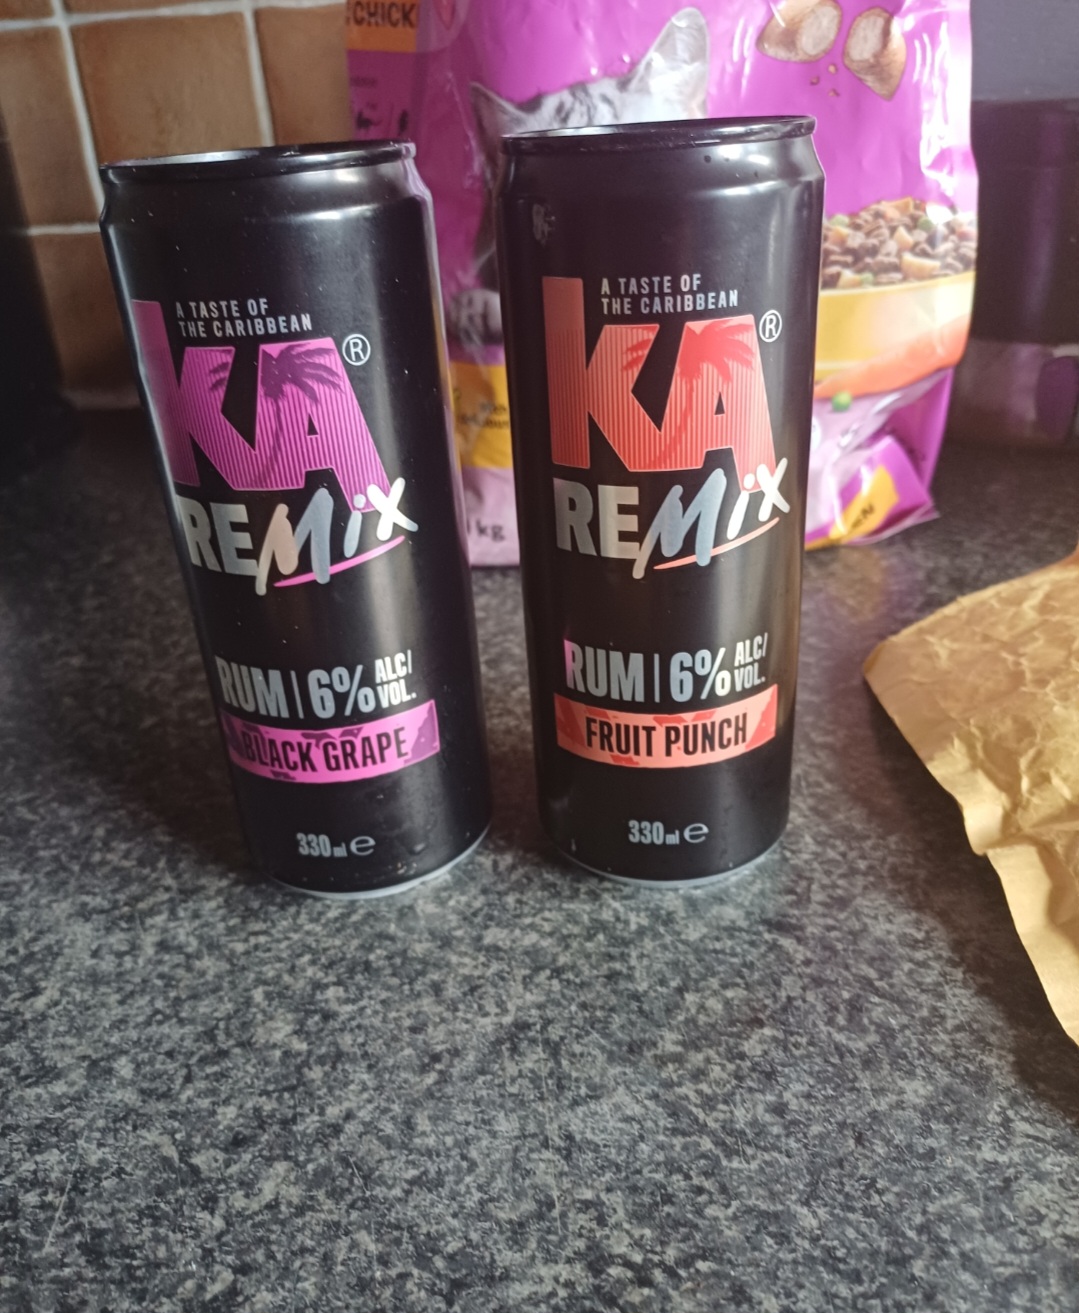 CHICK
A TASTE OF
THE CARIBBEAN
KA®
REMix
RUM | 6% ALC/
VOL.
BLACK GRAPE
330ml e
A TASTE OF
THE CARIBBEAN
KA®
REMix
RUM | 6% ALC/
VOL.
FRUIT PUNCH
330ml e
kg